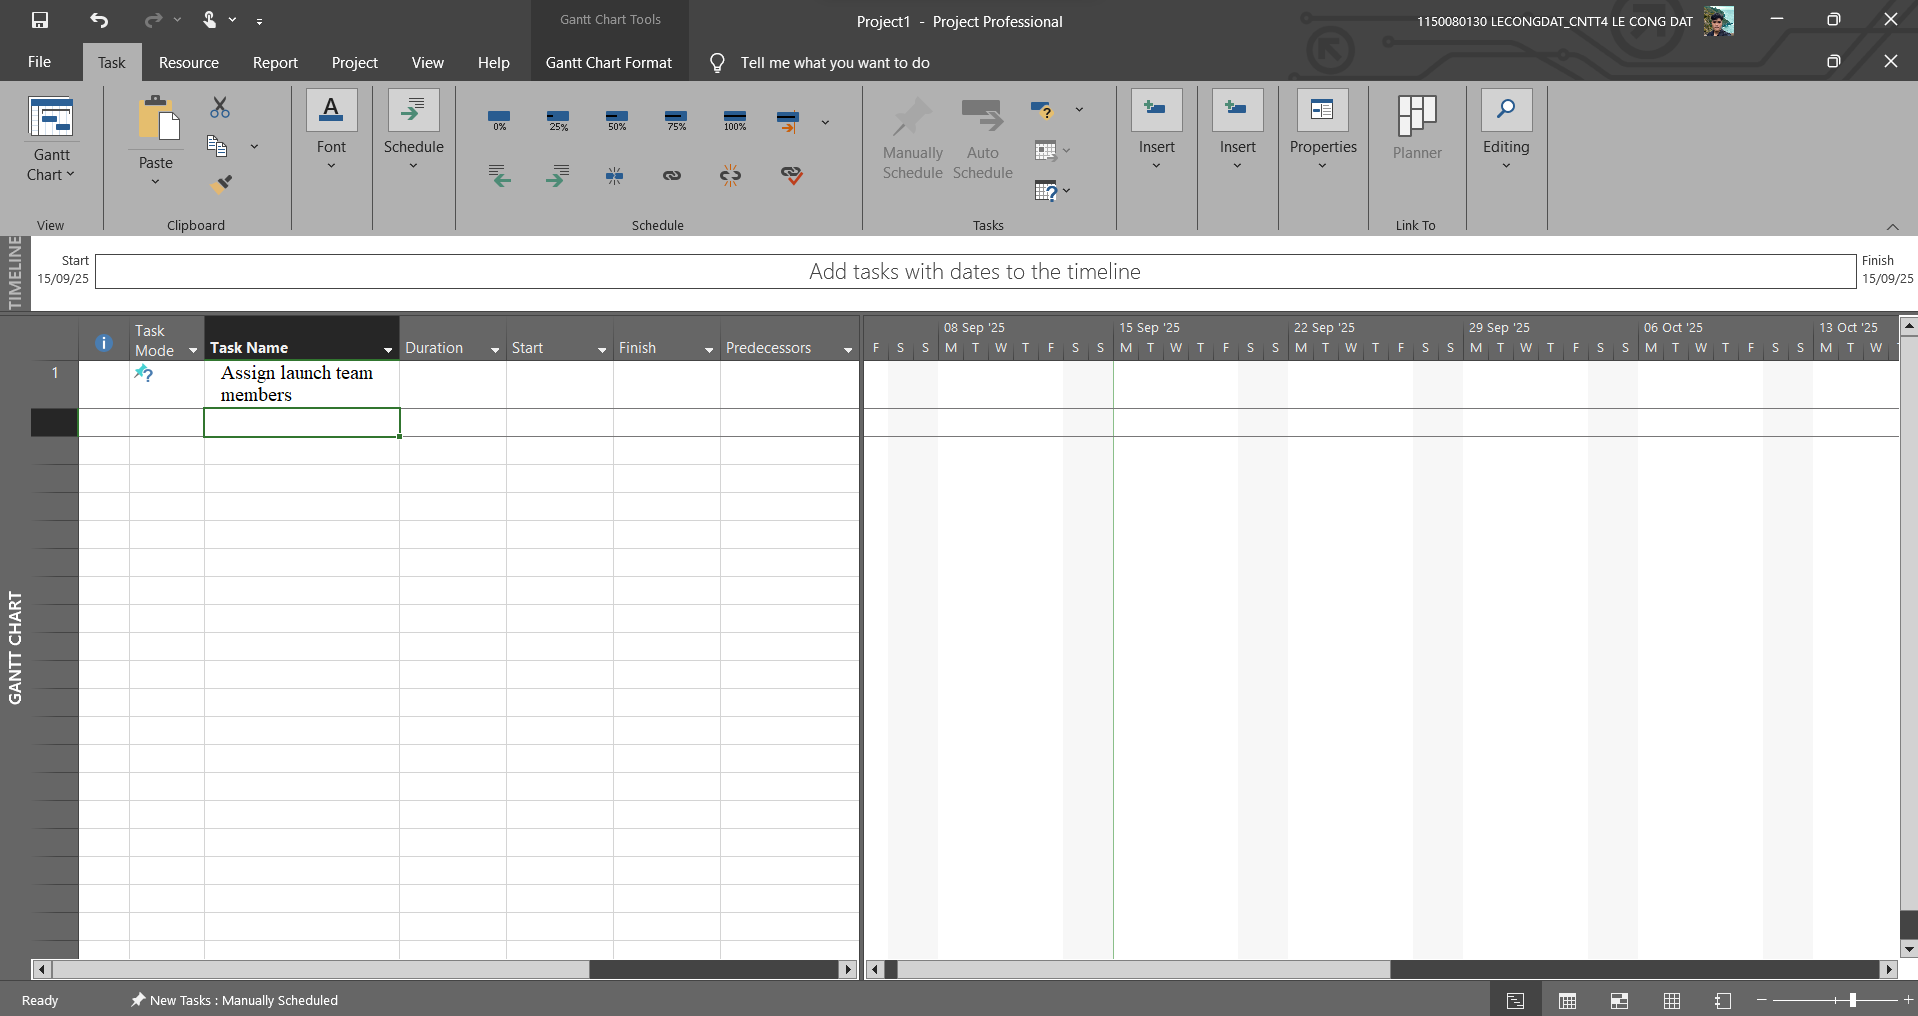 Gantt Chart Tools
Project1 - Project Professional
1150080130 LECONGDAT_CNTT4 LE CONG DAT
File Task Resource Report Project View Help Gantt Chart Format Tell me what you want to do
Gantt
Chart
View
Paste
Clipboard
Font
Schedule
0% 25% 50% 75% 100%
Schedule
Manually
Schedule
Auto
Schedule
Tasks
Insert
Insert
Properties
Planner
Link To
Editing
TIMELINE
Start
15/09/25
Add tasks with dates to the timeline
Finish
15/09/25
Task
Mode
Task Name
Duration
Start
Finish
Predecessors
08 Sep '25 15 Sep '25 22 Sep '25 29 Sep '25 06 Oct '25 13 Oct '25
F S S M T W T F S S M T W T F S S M T W T F S S M T W T F S S M T W T F S S M T W
1
Assign launch team
members
GANTT CHART
Ready
New Tasks : Manually Scheduled